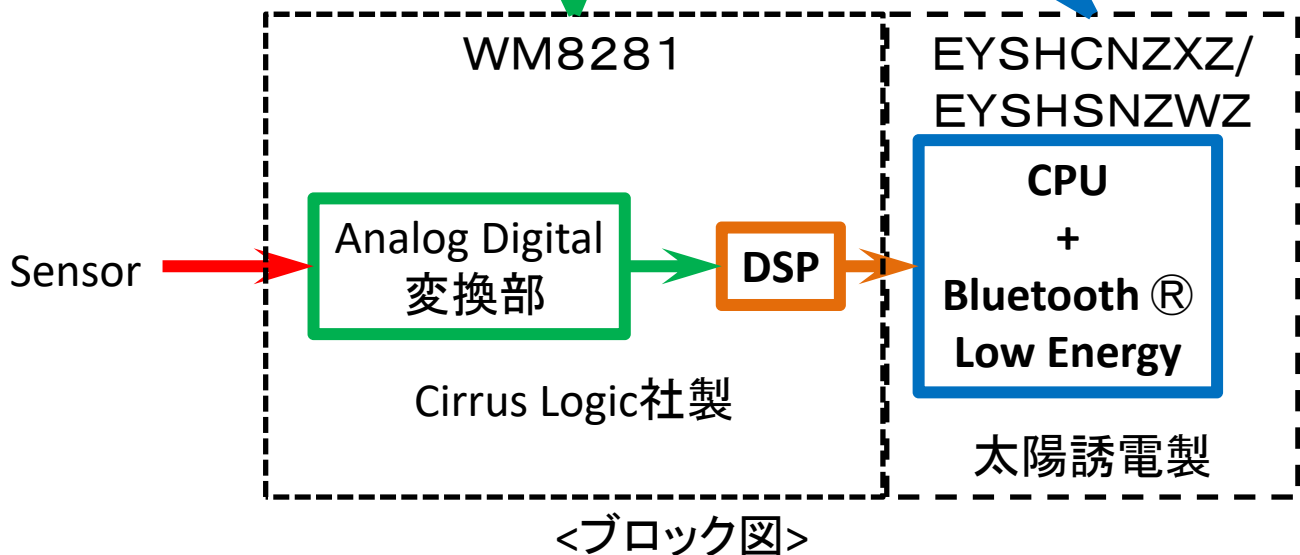 WM8281
EYSHCNZXZ/
EYSHSNZWZ
Sensor
Analog Digital
変換部
DSP
CPU
+
Bluetooth Ⓡ
Low Energy
Cirrus Logic社製
太陽誘電製
<ブロック図>